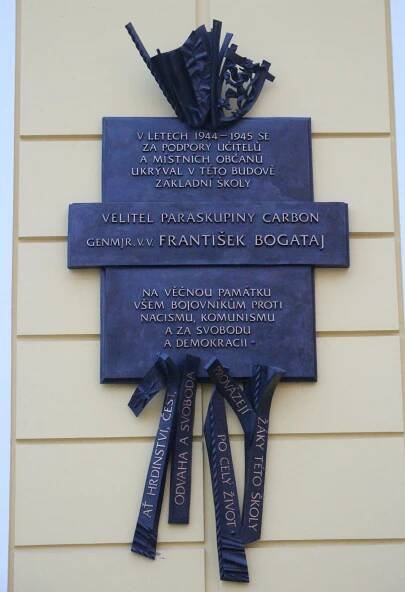 V LETECH 1944–1945 SE
ZA PODPORY UČITELŮ
A MÍSTNÍCH OBČANŮ
UKRÝVAL V TÉTO BUDOVĚ
ZÁKLADNÍ ŠKOLY
VELITEL PARASKUPINY CARBON
GENMJR. V.V. FRANTIŠEK BOGATAJ
NA VĚČNOU PAMÁTKU
VŠEM BOJOVNÍKŮM PROTI
NACISMU, KOMUNISMU
A ZA SVOBODU
A DEMOKRACII –
AŤ HRDINSTVÍ, ČEST,
ODVAHA A SVOBODA
PROVÁZEJÍ
PO CELÝ ŽIVOT
ŽÁKY TÉTO ŠKOLY